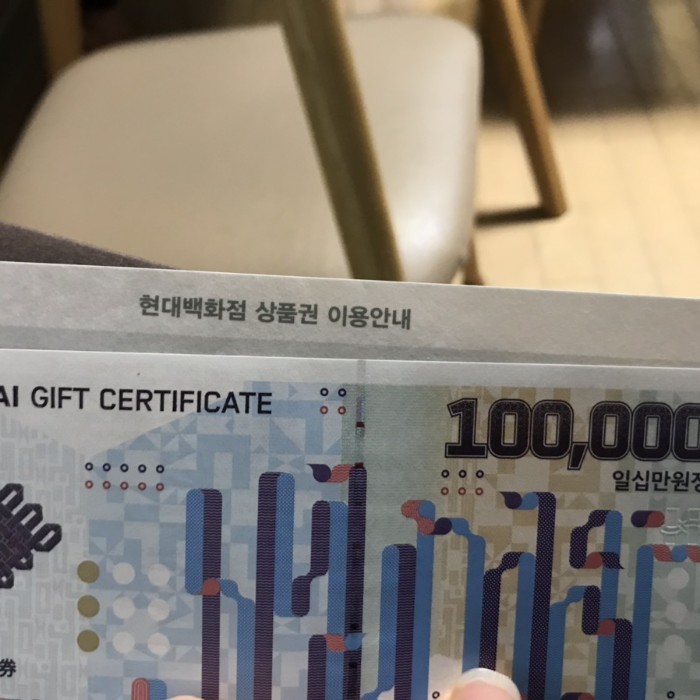 현대백화점 상품권 이용안내
AI GIFT CERTIFICATE
100,000
일십만원정
券